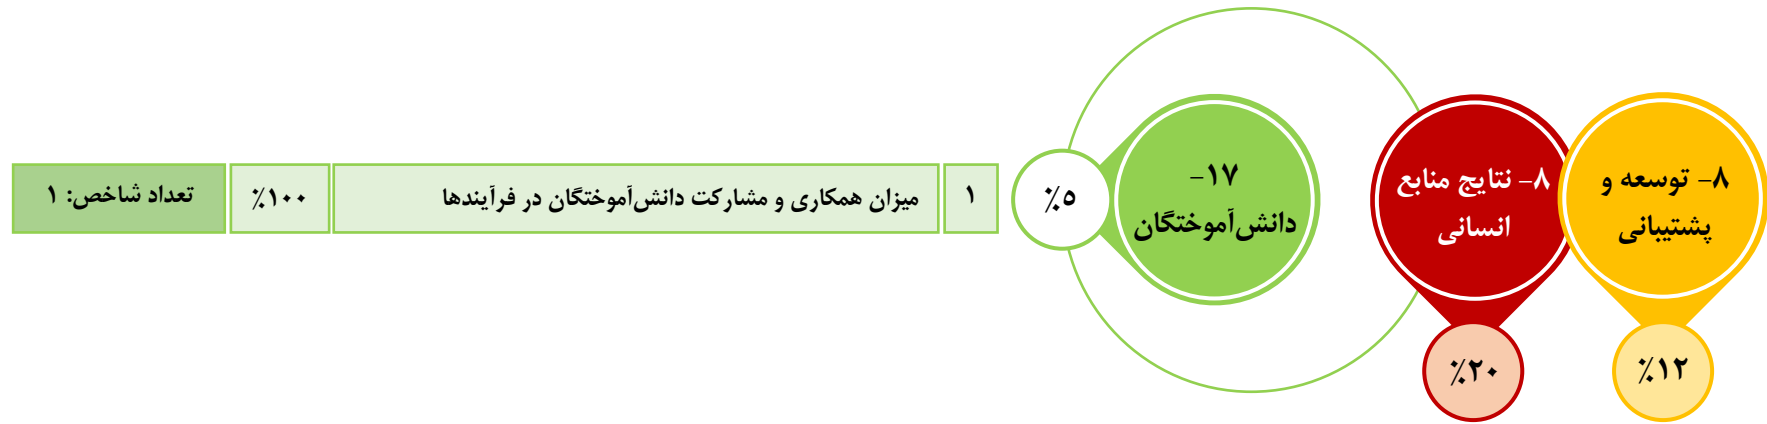 ۸- توسعه و
پشتیبانی
٪۱۲
۸- نتایج منابع
انسانی
٪۲۰
۱۷-
دانش‌آموختگان
٪۵
۱
میزان همکاری و مشارکت دانش‌آموختگان در فرآیندها
٪۱۰۰
تعداد شاخص: ۱